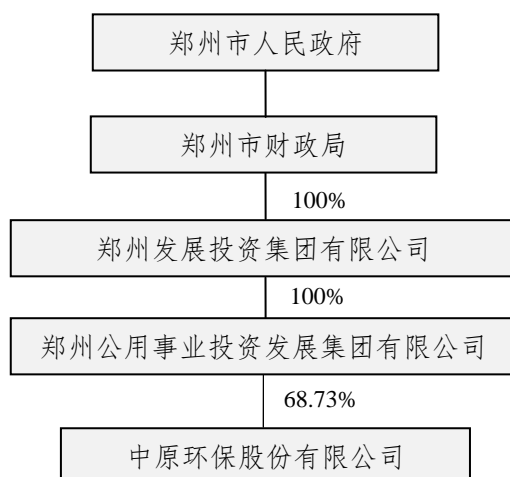 郑州市人民政府
郑州市财政局
100%
郑州发展投资集团有限公司
100%
郑州公用事业投资发展集团有限公司
68.73%
中原环保股份有限公司